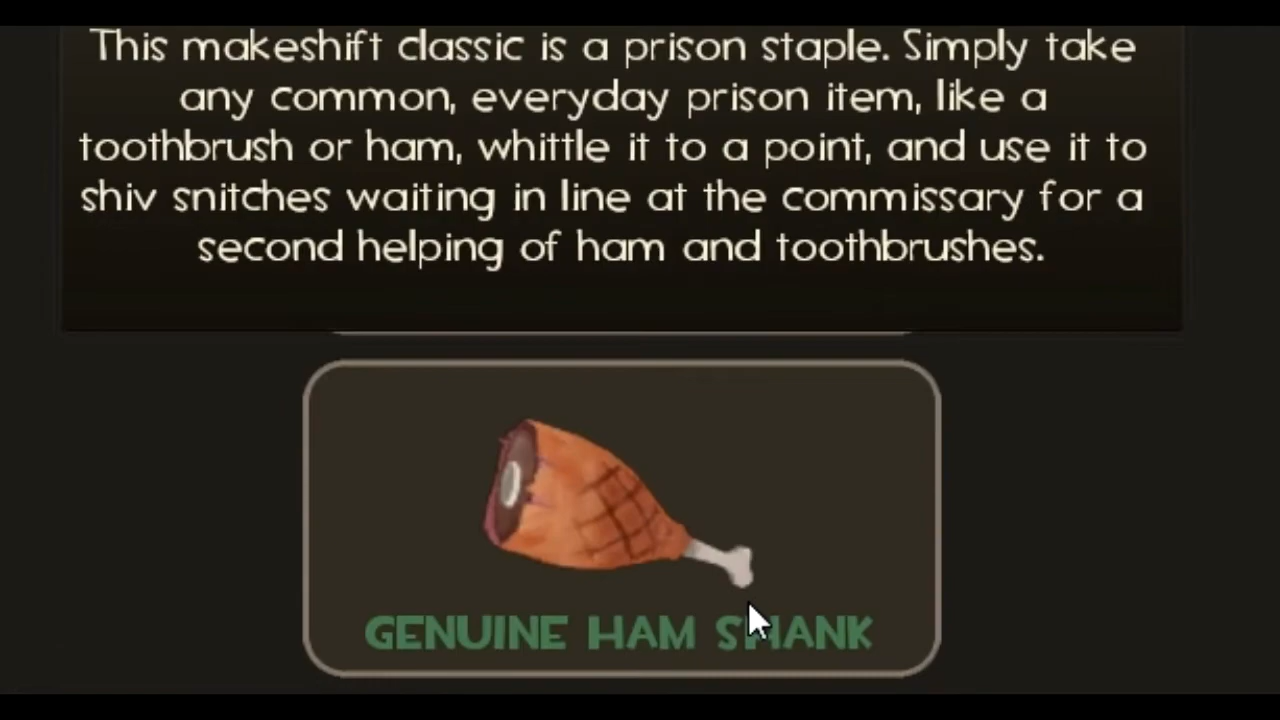 This makeshift classic is a prison staple. Simply take
any common, everyday prison item, like a
toothbrush or ham, whittle it to a point, and use it to
shiv snitches waiting in line at the commissary for a
second helping of ham and toothbrushes.
GENUINE HAM SHANK